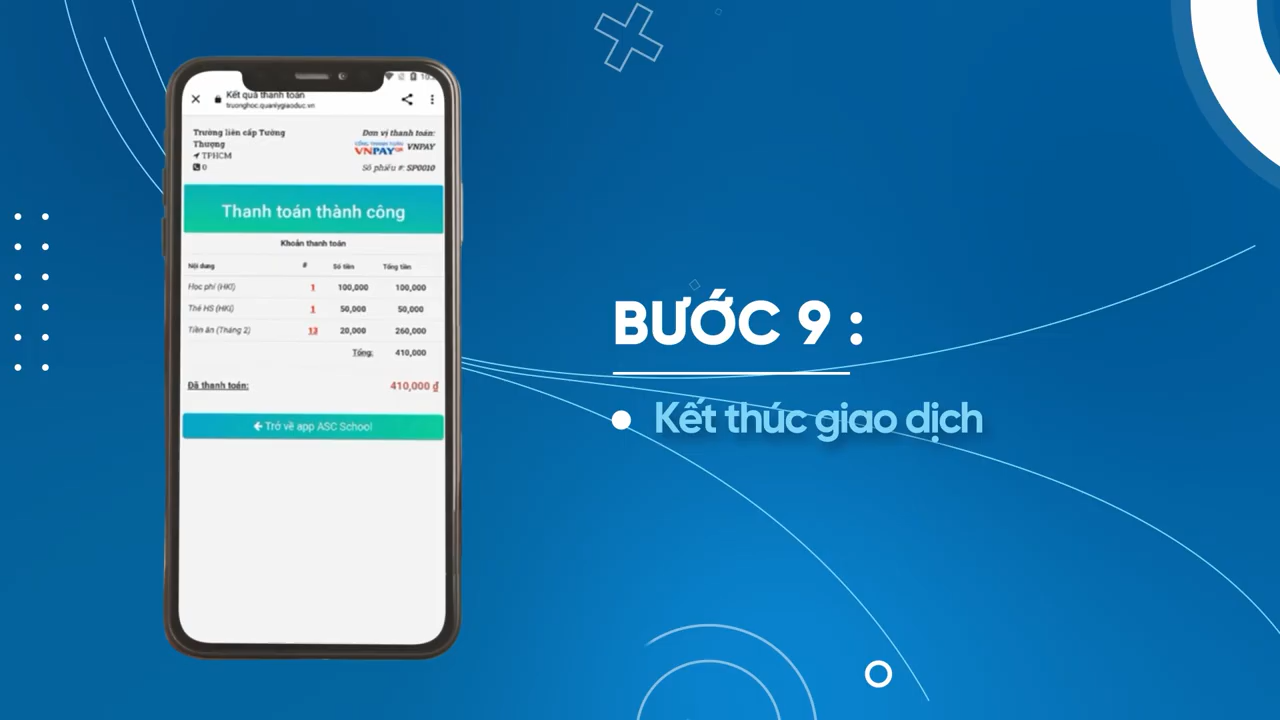 Kết quả thanh toán
truonghoc.quanlygiaoduc.vn
Trường liên cấp Tường
Thượng
TPHCM
0
Đơn vị thanh toán:
CỔNG THANH TOÁN
VNPAYQR VNPAY
Số phiếu #: SP0010
Thanh toán thành công
Khoản thanh toán
Nội dung # Số tiền Tổng tiền
Học phí (HKI) 1 100,000 100,000
Thẻ HS (HKI) 1 50,000 50,000
Tiền ăn (Tháng 2) 13 20,000 260,000
Tổng: 410,000
Đã thanh toán: 410,000 ₫
Trở về app ASC School
BƯỚC 9 :
Kết thúc giao dịch